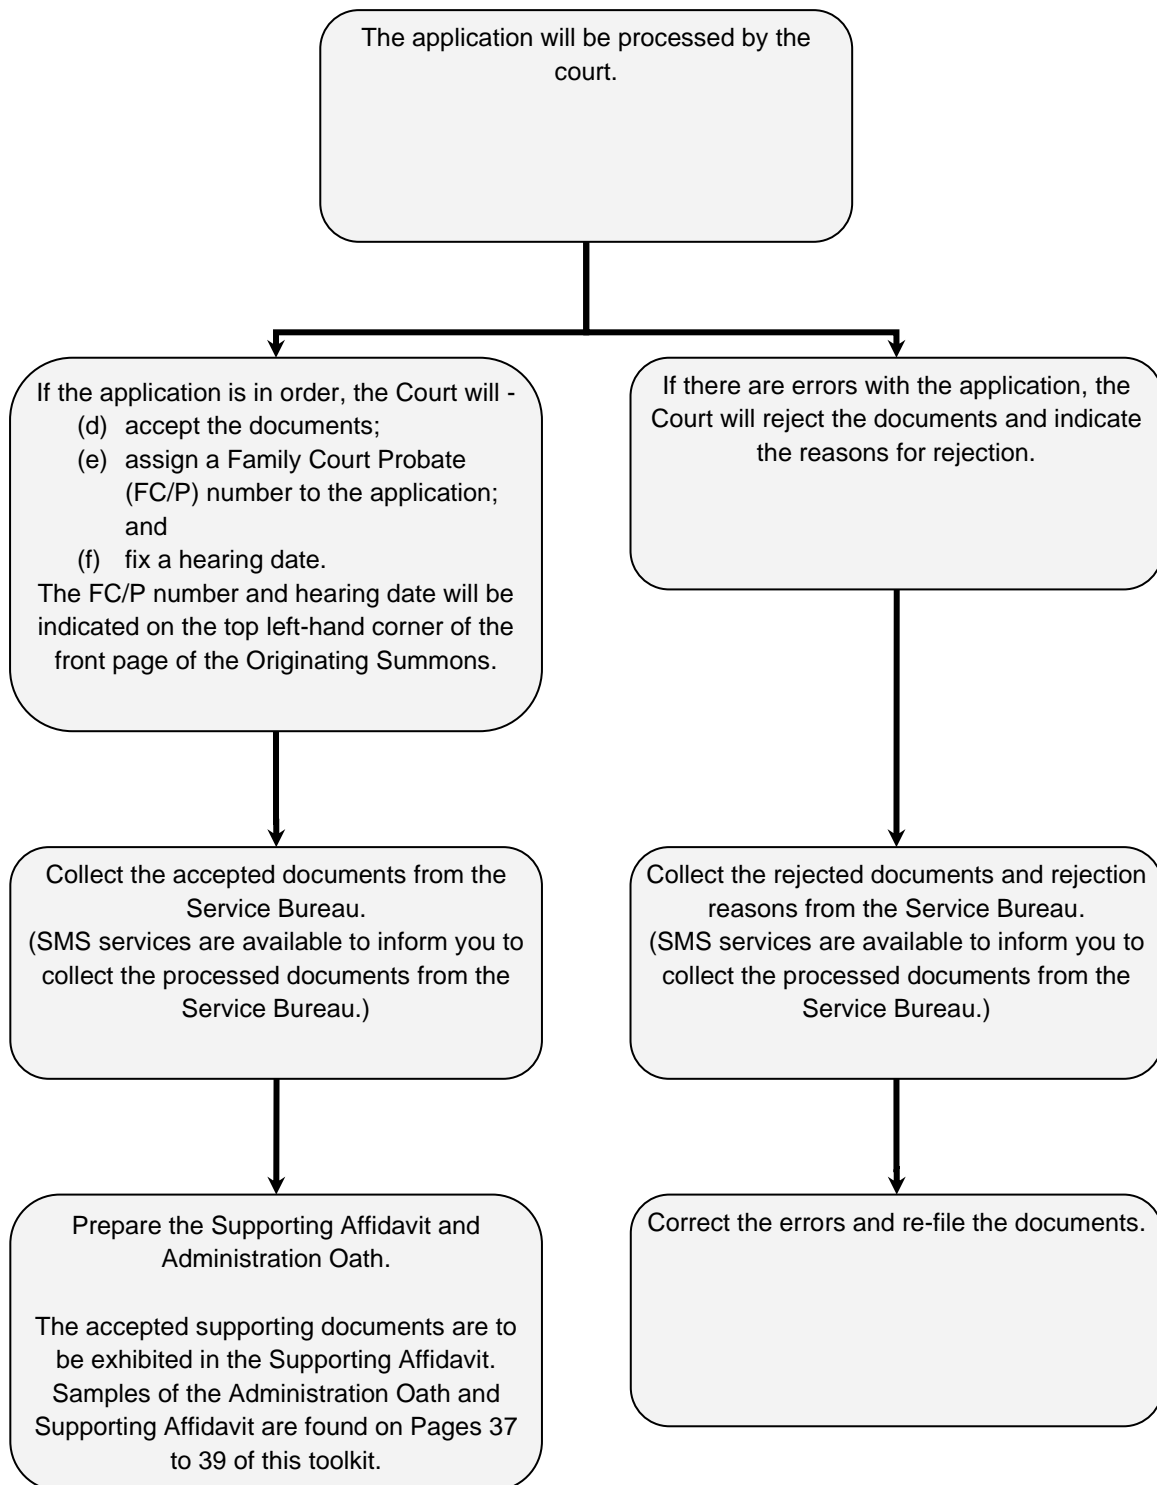 The application will be processed by the
court.
If the application is in order, the Court will -
(d) accept the documents;
(e) assign a Family Court Probate
(FC/P) number to the application;
and
(f) fix a hearing date.
The FC/P number and hearing date will be
indicated on the top left-hand corner of the
front page of the Originating Summons.
If there are errors with the application, the
Court will reject the documents and indicate
the reasons for rejection.
Collect the accepted documents from the
Service Bureau.
(SMS services are available to inform you to
collect the processed documents from the
Service Bureau.)
Collect the rejected documents and rejection
reasons from the Service Bureau.
(SMS services are available to inform you to
collect the processed documents from the
Service Bureau.)
Prepare the Supporting Affidavit and
Administration Oath.
The accepted supporting documents are to
be exhibited in the Supporting Affidavit.
Samples of the Administration Oath and
Supporting Affidavit are found on Pages 37
to 39 of this toolkit.
Correct the errors and re-file the documents.